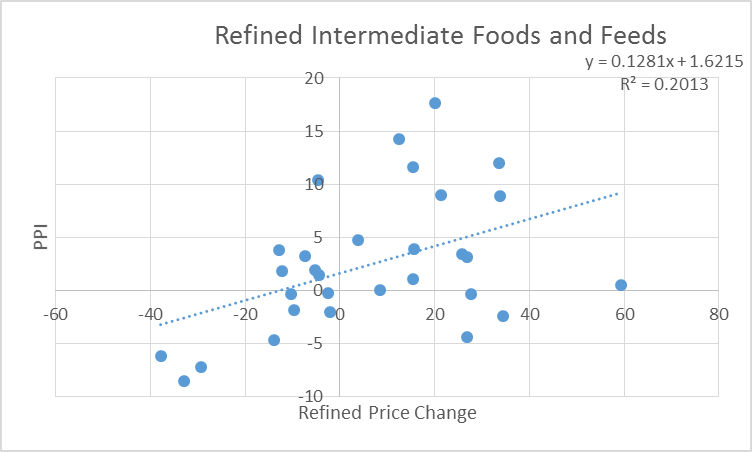 Refined Intermediate Foods and Feeds
y = 0.1281x + 1.6215
R² = 0.2013
20
15
10
5
0
-5
-10
-60 -40 -20 0 20 40 60 80
PPI
Refined Price Change